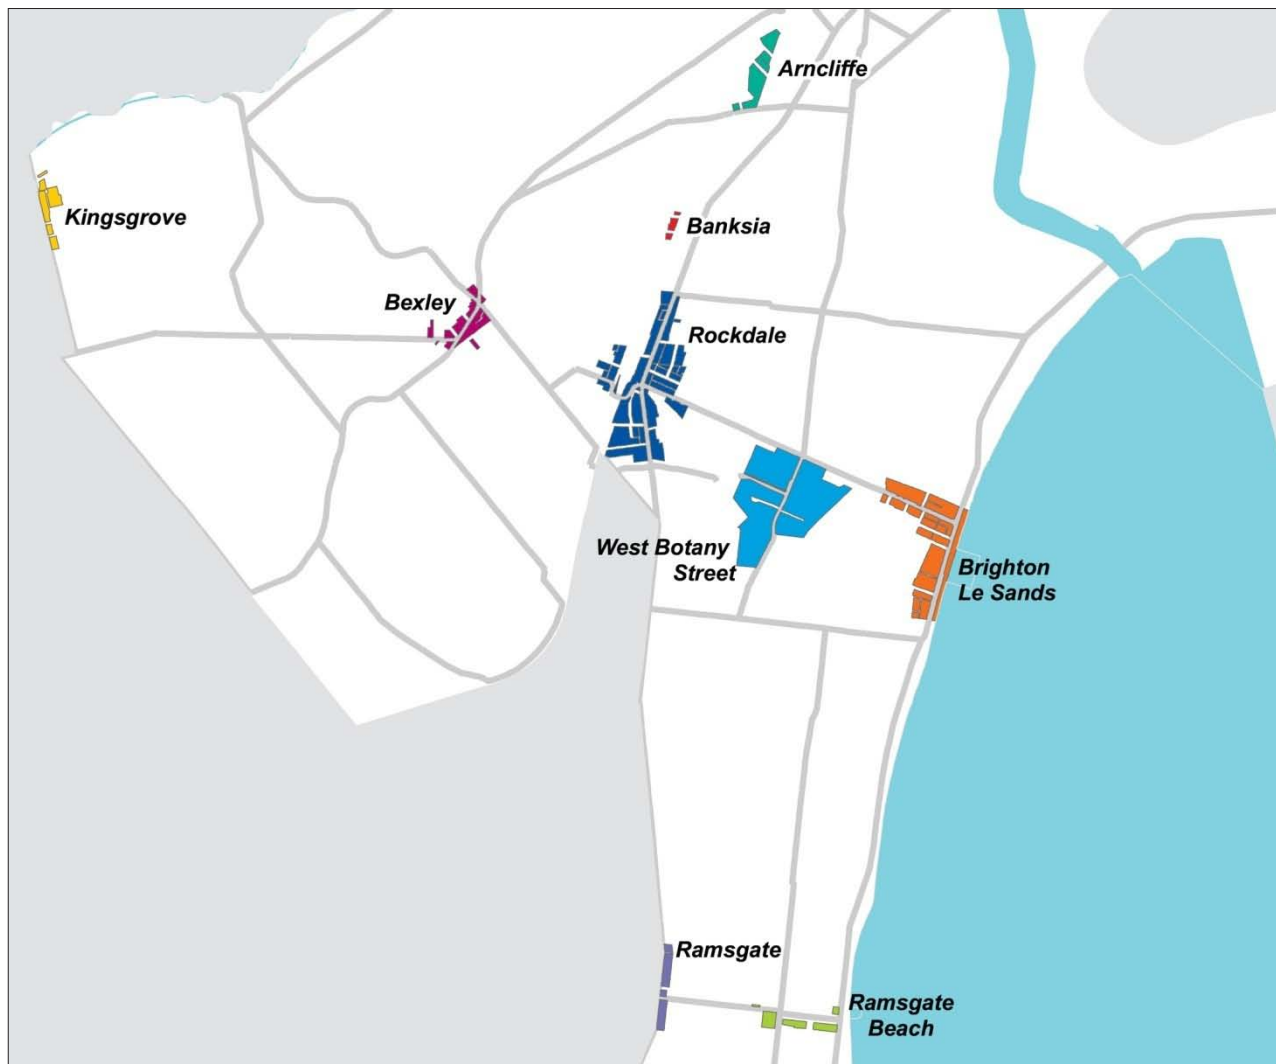 Arncliffe
Kingsgrove
Banksia
Bexley
Rockdale
West Botany
Street
Brighton
Le Sands
Ramsgate
Ramsgate
Beach